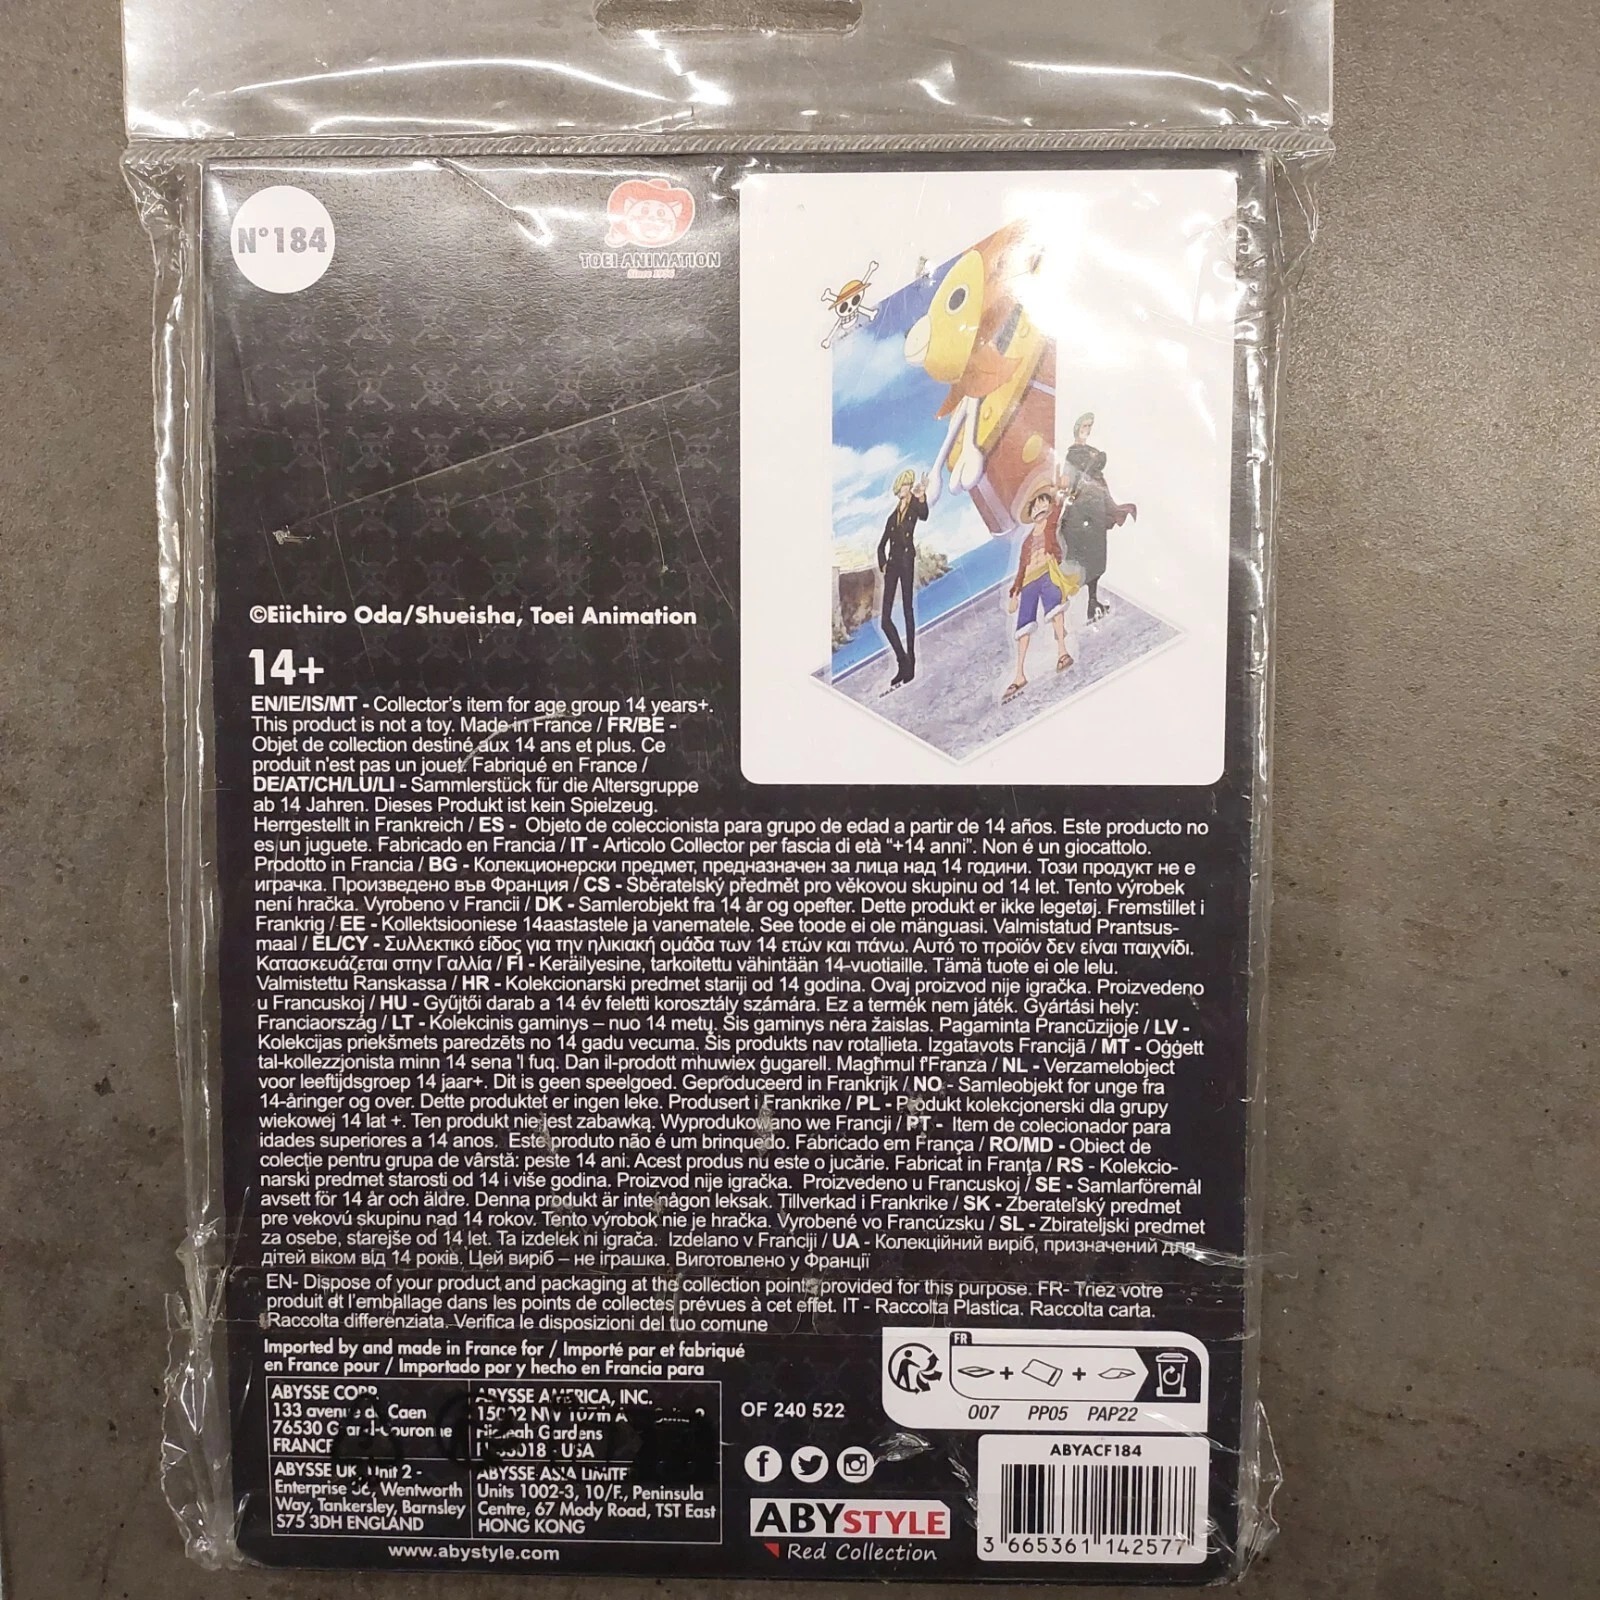 N°184
TOEI ANIMATION
Since 1956
©Eiichiro Oda/Shueisha, Toei Animation
14+
EN/IE/IS/MT - Collector's item for age group 14 years+.
This product is not a toy. Made in France / FR/BE -
Objet de collection destiné aux 14 ans et plus. Ce
produit n'est pas un jouet. Fabriqué en France /
DE/AT/CH/LU/LI - Sammlerstück für die Altersgruppe
ab 14 Jahren. Dieses Produkt ist kein Spielzeug.
Herrgestellt in Frankreich / ES - Objeto de coleccionista para grupo de edad a partir de 14 años. Este producto no
es un juguete. Fabricado en Francia / IT - Articolo Collector per fascia di età "+14 anni". Non é un giocattolo.
Prodotto in Francia / BG - Колекционерски предмет, предназначен за лица над 14 години. Този продукт не е
играчка. Произведено във Франция / CS - Sběratelský předmět pro věkovou skupinu od 14 let. Tento výrobek
není hračka. Vyrobeno v Francii / DK - Samlerobjekt fra 14 år og opefter. Dette produkt er ikke legetøj. Fremstillet i
Frankrig / EE - Kollektsiooniese 14aastastele ja vanematele. See toode ei ole mänguasi. Valmistatud Prantsus-
maal / EL/CY - Συλλεκτικό είδος για την ηλικιακή ομάδα των 14 ετών και πάνω. Αυτό το προϊόν δεν είναι παιχνίδι.
Κατασκευάζεται στην Γαλλία / FI - Keräilyesine, tarkoitettu vähintään 14-vuotiaille. Tämä tuote ei ole lelu.
Valmistettu Ranskassa / HR - Kolekcionarski predmet stariji od 14 godina. Ovaj proizvod nije igračka. Proizvedeno
u Francuskoj / HU - Gyűjtői darab a 14 év feletti korosztály számára. Ez a termék nem játék. Gyártási hely:
Franciaország / LT - Kolekcinis gaminys – nuo 14 metų. Šis gaminys nėra žaislas. Pagaminta Prancūzijoje / LV -
Kolekcijas priekšmets paredzēts no 14 gadu vecuma. Šis produkts nav rotaļlieta. Izgatavots Francijā / MT - Oġġett
tal-kollezzjonista minn 14 sena 'l fuq. Dan il-prodott mhuwiex ġugarell. Magħmul f'Franza / NL - Verzamelobject
voor leeftijdsgroep 14 jaar+. Dit is geen speelgoed. Geproduceerd in Frankrijk / NO - Samleobjekt for unge fra
14-åringer og over. Dette produktet er ingen leke. Produsert i Frankrike / PL - Produkt kolekcjonerski dla grupy
wiekowej 14 lat +. Ten produkt nie jest zabawką. Wyprodukowano we Francji / PT - Item de colecionador para
idades superiores a 14 anos. Este produto não é um brinquedo. Fabricado em França / RO/MD - Obiect de
colecție pentru grupa de vârstă: peste 14 ani. Acest produs nu este o jucărie. Fabricat in Franța / RS - Kolekcio-
narski predmet starosti od 14 i više godina. Proizvod nije igračka. Proizvedeno u Francuskoj / SE - Samlarföremål
avsett för 14 år och äldre. Denna produkt är inte någon leksak. Tillverkad i Frankrike / SK - Zberateľský predmet
pre vekovú skupinu nad 14 rokov. Tento výrobok nie je hračka. Vyrobené vo Francúzsku / SL - Zbirateljski predmet
za osebe, starejše od 14 let. Ta izdelek ni igrača. Izdelano v Franciji / UA - Колекційний виріб, призначений для
дітей віком від 14 років. Цей виріб – не іграшка. Виготовлено у Франції
EN- Dispose of your product and packaging at the collection points provided for this purpose. FR- Triez votre
produit et l'emballage dans les points de collectes prévues à cet effet. IT - Raccolta Plastica. Raccolta carta.
Raccolta differenziata. Verifica le disposizioni del tuo comune
Imported by and made in France for / Importé par et fabriqué
en France pour / Importado por y hecho en Francia para
ABYSSE CORP.
133 avenue de Caen
76530 Grand-Couronne
FRANCE
ABYSSE AMERICA, INC.
15002 NW 107th
Hialeah Gardens
33018 - USA
ABYSSE UK, Unit 2 -
Enterprise 36, Wentworth
Way, Tankersley, Barnsley
S75 3DH ENGLAND
ABYSSE ASIA LIMITE
Units 1002-3, 10/F., Peninsula
Centre, 67 Mody Road, TST East
HONG KONG
www.abystyle.com
OF 240 522
FR
007 PP05 PAP22
ABYSTYLE
Red Collection
ABYACF184
3 665361 142577